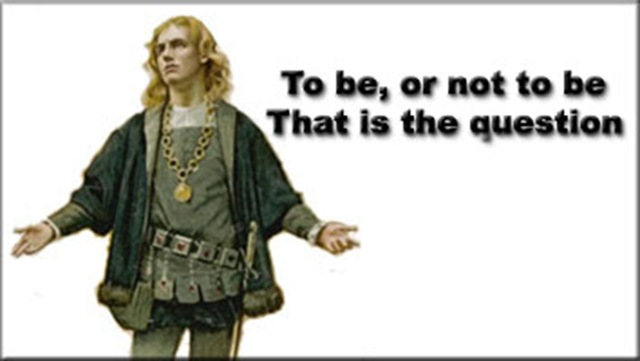 To be, or not to be
That is the question